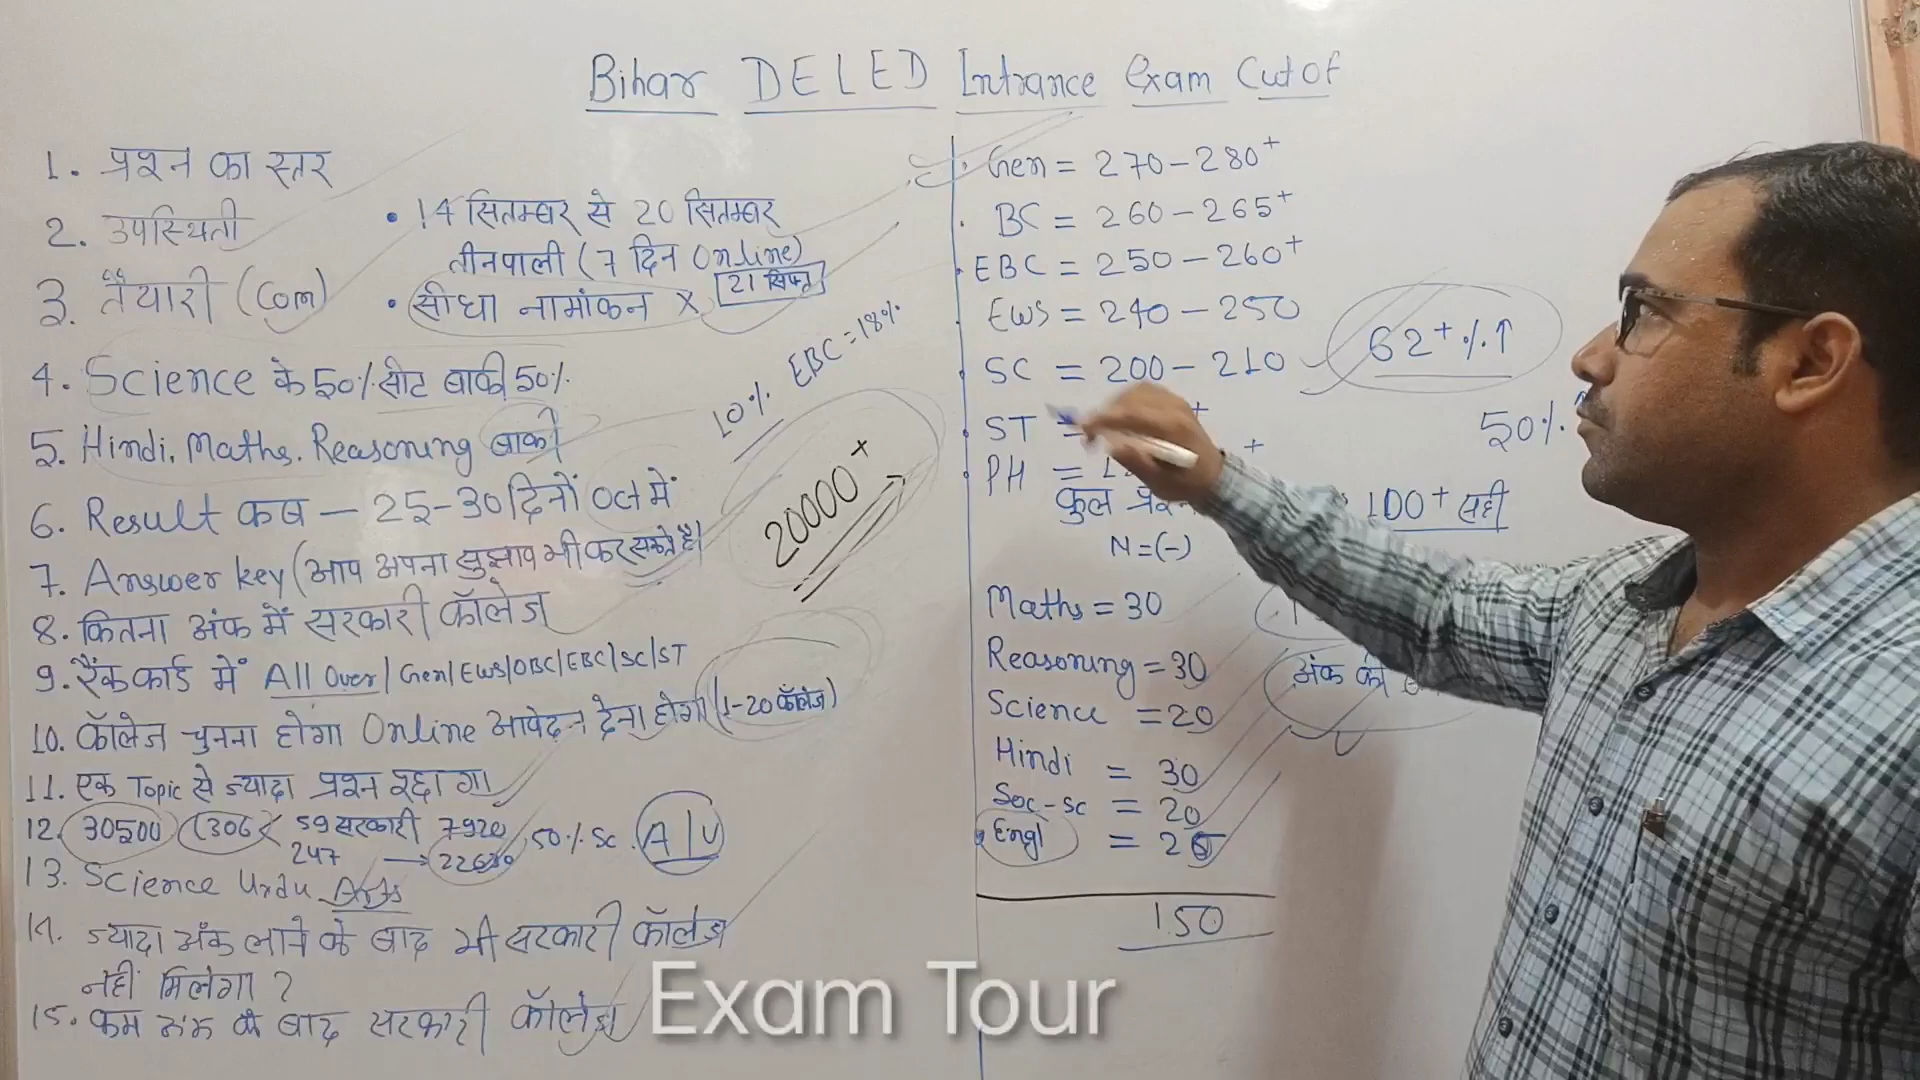 Bihar DELED Intrance Exam Cutof
1. प्रश्न का स्तर
2. उपस्थिती
3. तैयारी (Com)
• 14 सितम्बर से 20 सितम्बर
तीनपाली (7 दिन Online)
21 सिफ्ट
• सीधा नामांकन ×
4. Science के 50% सीट बाकी 50%
5. Hindi, Maths. Reasoning बाकी
6. Result कब – 25-30 दिनों Oct में
7. Answer key (आप अपना सुझाव भी कर सकते है।
8. कितना अंक में सरकारी कॉलेज
9. रैंक कार्ड में All Over/Gen/EWS/OBC/EBC/SC/ST
10. कॉलेज चुनना होगा Online आवेदन देना होगा (1-20 कॉलेज)
11. एक Topic से ज्यादा प्रश्न रहा
12. 30500 (306) 59 सरकारी 7920, 50% Sc. A/U
247 →
13. Science Urdu Arts
14. ज्यादा अंक लाने के बाद भी सरकारी कॉलेज
नहीं मिलेगा ?
15. कम अंक के बाद सरकारी कॉलेज
10% EBC = 18%
20000+
Gen = 270-280+
BC = 260-265+
EBC = 250-260+
EWS = 240-250
SC = 200-210
ST =
PH =
कुल
N = (-)
62+%↑
50%
100+ सही
अंक का
Maths = 30
Reasoning = 30
Science = 20
Hindi = 30
Soc-sc = 20
Engl =
150
Exam Tour